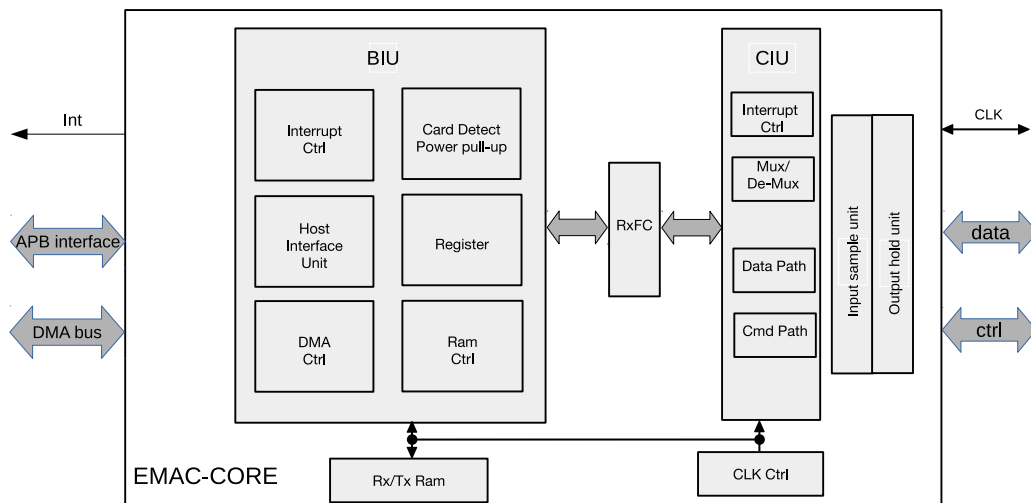 BIU
CIU
Int
Interrupt
Ctrl
Card Detect
Power pull-up
Interrupt
Ctrl
CLK
Mux/
De-Mux
APB interface
Host
Interface
Unit
Register
RxFC
Input sample unit
Output hold unit
data
Data Path
DMA bus
DMA
Ctrl
Ram
Ctrl
Cmd Path
ctrl
EMAC-CORE
Rx/Tx Ram
CLK Ctrl